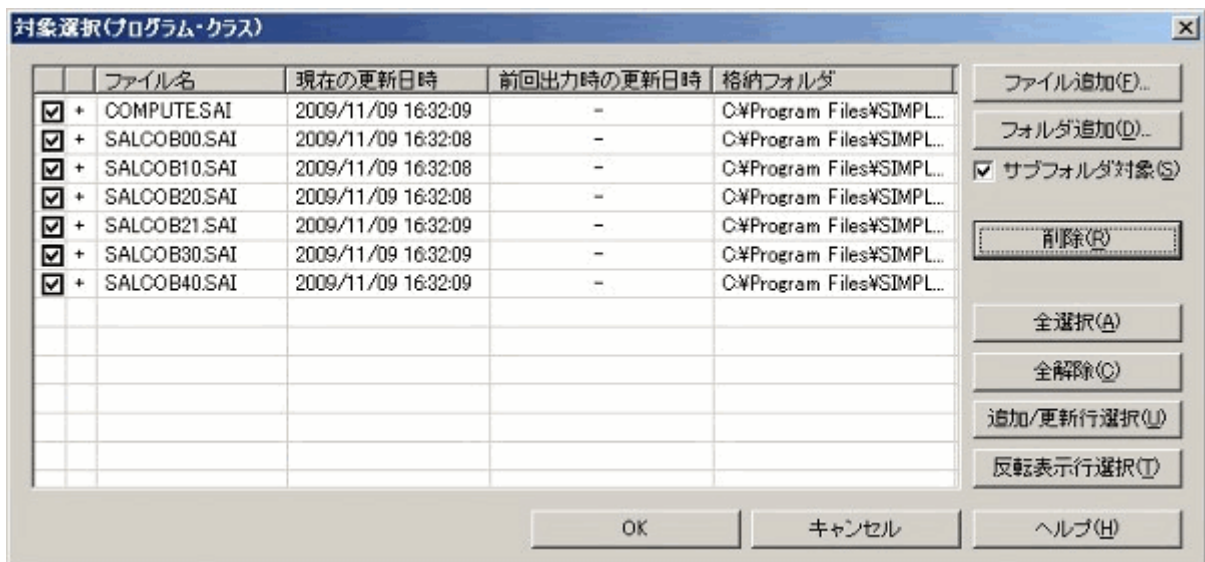 対象選択(プログラム・クラス)
ファイル名 現在の更新日時 前回出力時の更新日時 格納フォルダ
+ COMPUTE.SAI 2009/11/09 16:32:09 - C:¥Program Files¥SIMPL...
+ SALCOB00.SAI 2009/11/09 16:32:08 - C:¥Program Files¥SIMPL...
+ SALCOB10.SAI 2009/11/09 16:32:08 - C:¥Program Files¥SIMPL...
+ SALCOB20.SAI 2009/11/09 16:32:08 - C:¥Program Files¥SIMPL...
+ SALCOB21.SAI 2009/11/09 16:32:09 - C:¥Program Files¥SIMPL...
+ SALCOB30.SAI 2009/11/09 16:32:09 - C:¥Program Files¥SIMPL...
+ SALCOB40.SAI 2009/11/09 16:32:09 - C:¥Program Files¥SIMPL...
ファイル追加(F)...
フォルダ追加(D)...
サブフォルダ対象(S)
削除(R)
全選択(A)
全解除(C)
追加/更新行選択(U)
反転表示行選択(T)
OK キャンセル ヘルプ(H)